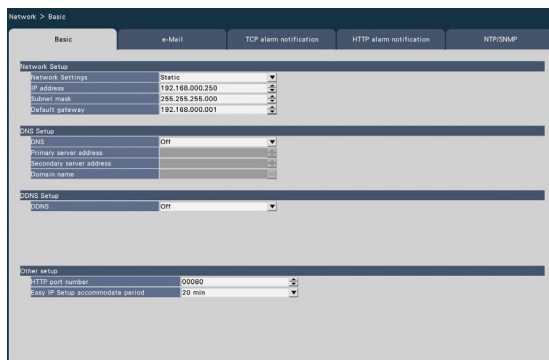 Network > Basic
Basic
e-Mail
TCP alarm notification
HTTP alarm notification
NTP/SNMP
Network Setup
Network Settings Static
IP address 192.168.000.250
Subnet mask 255.255.255.000
Default gateway 192.168.000.001
DNS Setup
DNS Off
Primary server address
Secondary server address
Domain name
DDNS Setup
DDNS Off
Other setup
HTTP port number 00080
Easy IP Setup accommodate period 20 min